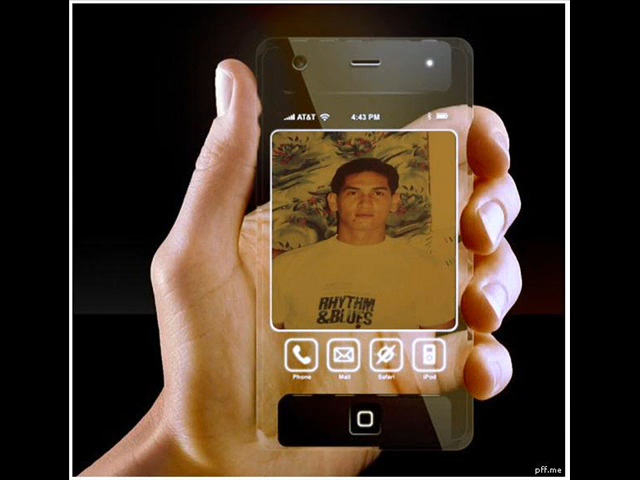 AT&T 4:43 PM
RHYTHM
&BLUES
Phone Mail Safari iPod
pff.me